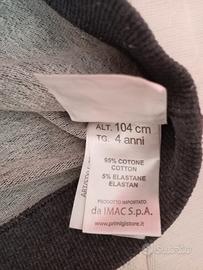 ALT. 104 cm
TG. 4 anni
95% COTONE
COTTON
5% ELASTANE
ELASTAN
PRODOTTO IMPORTATO
da IMAC S.p.A.
www.primigistore.it
subito